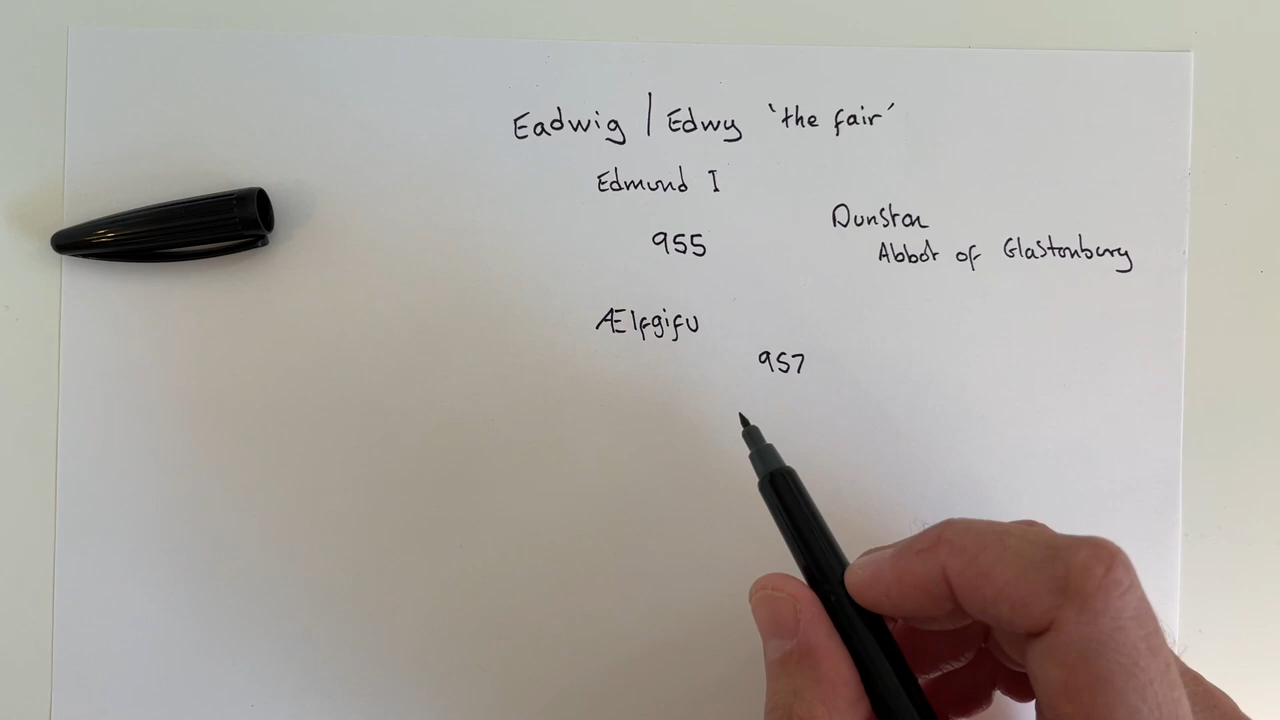 Eadwig | Edwy 'the fair'
Edmund I
955
Dunstan
Abbot of Glastonbury
Ælfgifu
957